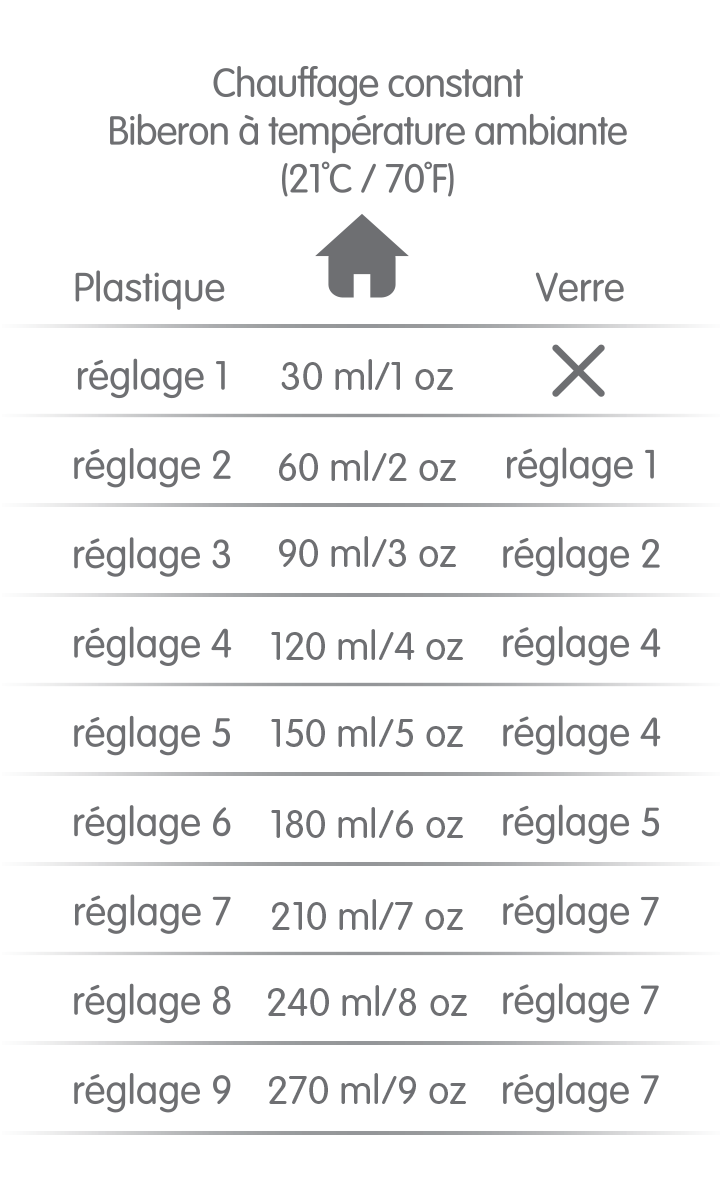 Chauffage constant
Biberon à température ambiante
(21°C / 70°F)
Plastique Verre
réglage 1 30 ml/1 oz
réglage 2 60 ml/2 oz réglage 1
réglage 3 90 ml/3 oz réglage 2
réglage 4 120 ml/4 oz réglage 4
réglage 5 150 ml/5 oz réglage 4
réglage 6 180 ml/6 oz réglage 5
réglage 7 210 ml/7 oz réglage 7
réglage 8 240 ml/8 oz réglage 7
réglage 9 270 ml/9 oz réglage 7